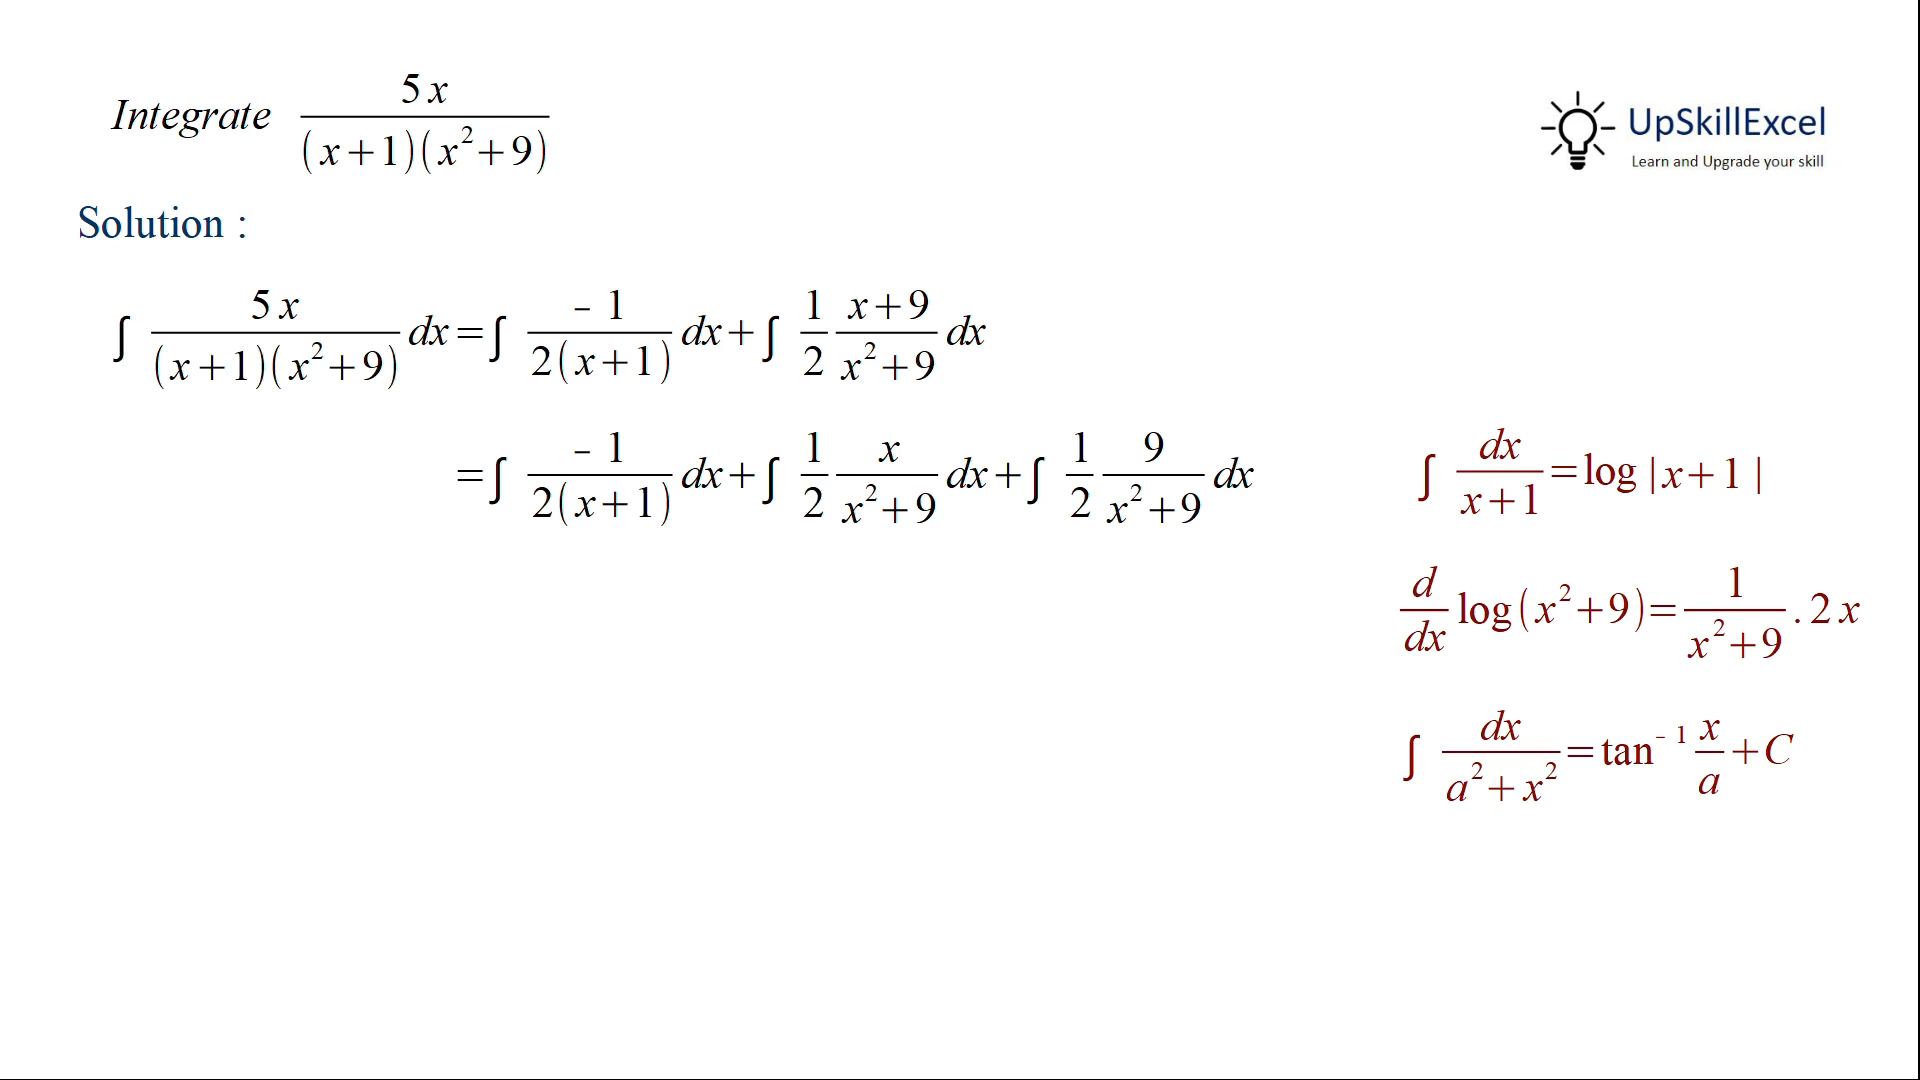 Integrate 5x/((x+1)(x²+9))
UpSkillExcel
Learn and Upgrade your skill
Solution :
∫ 5x/((x+1)(x²+9)) dx = ∫ –1/(2(x+1)) dx + ∫ 1/2 (x+9)/(x²+9) dx
= ∫ –1/(2(x+1)) dx + ∫ 1/2 x/(x²+9) dx + ∫ 1/2 9/(x²+9) dx
∫ dx/(x+1) = log |x+1|
d/dx log(x²+9) = 1/(x²+9) . 2x
∫ dx/(a²+x²) = tan⁻¹ x/a + C